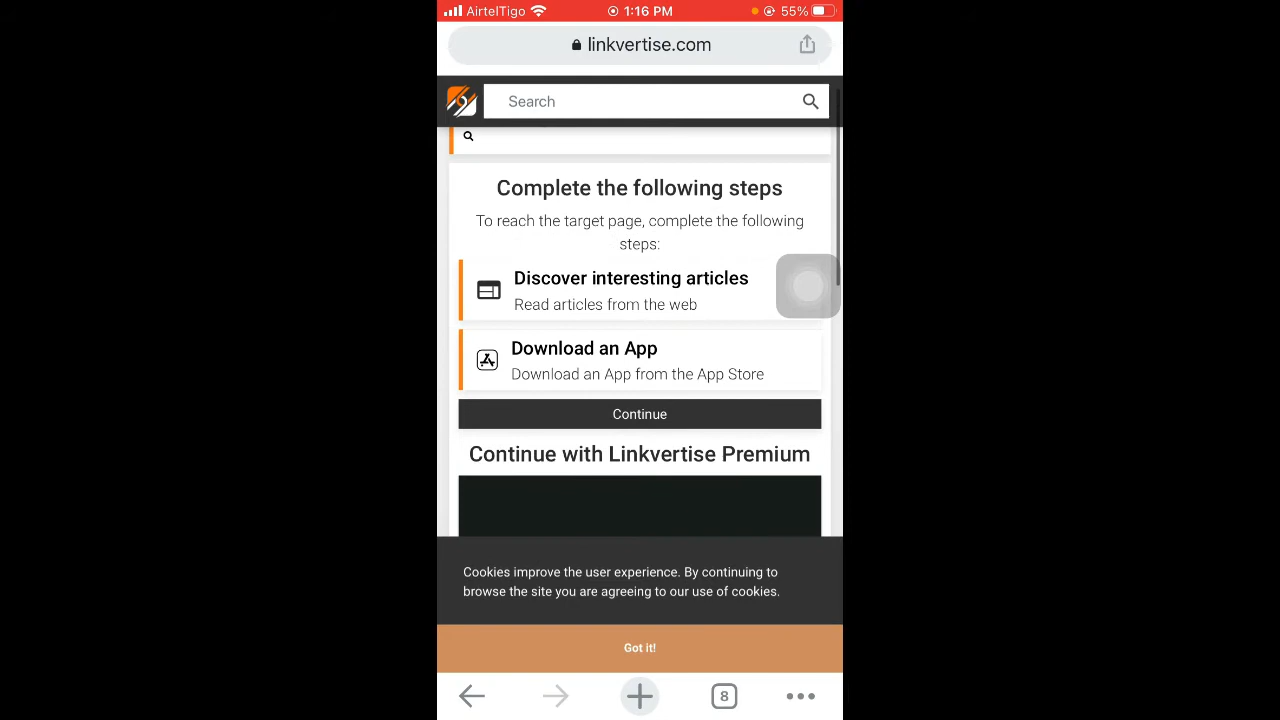 AirtelTigo 1:16 PM 55%
linkvertise.com
Search
Complete the following steps
To reach the target page, complete the following
steps:
Discover interesting articles
Read articles from the web
Download an App
Download an App from the App Store
Continue
Continue with Linkvertise Premium
Cookies improve the user experience. By continuing to
browse the site you are agreeing to our use of cookies.
Got it!
8